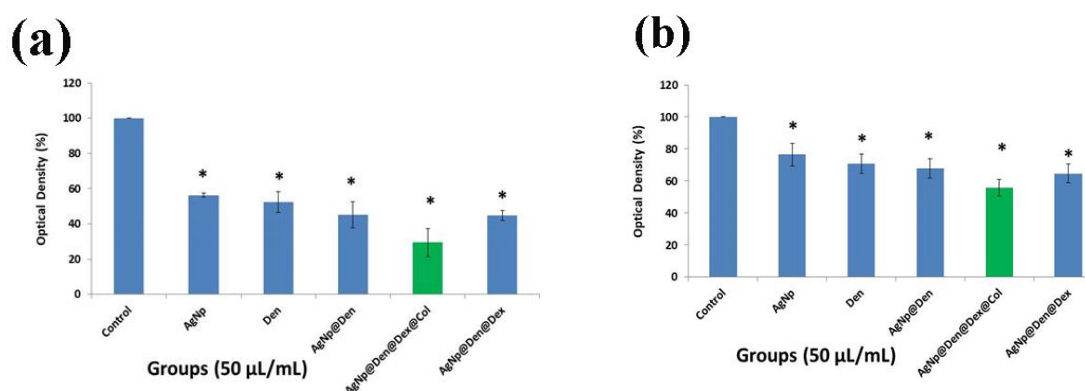 (a)
120
100
80
60
40
20
0
Optical Density (%)
*
*
*
*
*
Control
AgNp
Den
AgNp@Den
AgNp@Den@Dex@Col
AgNp@Den@Dex
Groups (50 µL/mL)
(b)
120
100
80
60
40
20
0
Optical Density (%)
*
*
*
*
*
Control
AgNp
Den
AgNp@Den
AgNp@Den@Dex@Col
AgNp@Den@Dex
Groups (50 µL/mL)